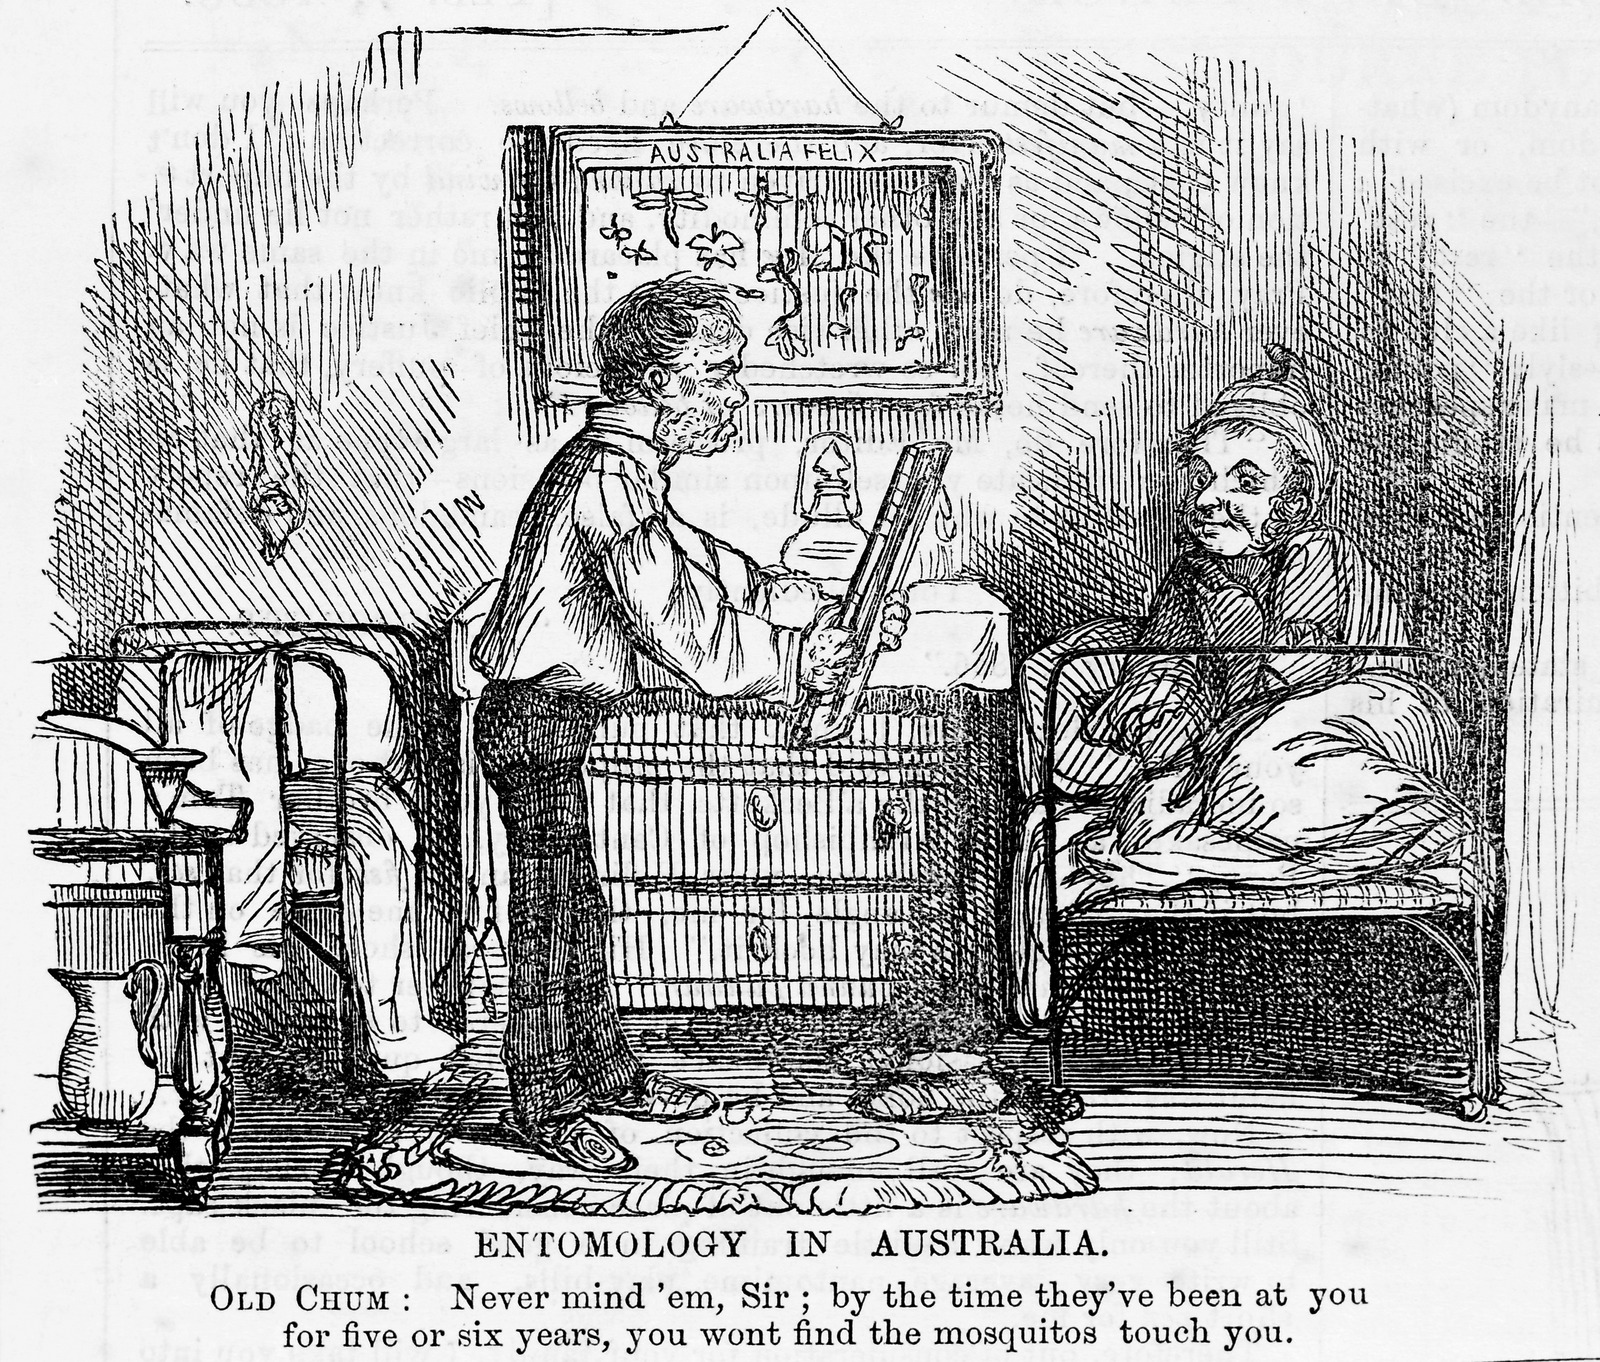 AUSTRALIA FELIX
ENTOMOLOGY IN AUSTRALIA.
OLD CHUM : Never mind 'em, Sir ; by the time they've been at you
for five or six years, you wont find the mosquitos touch you.